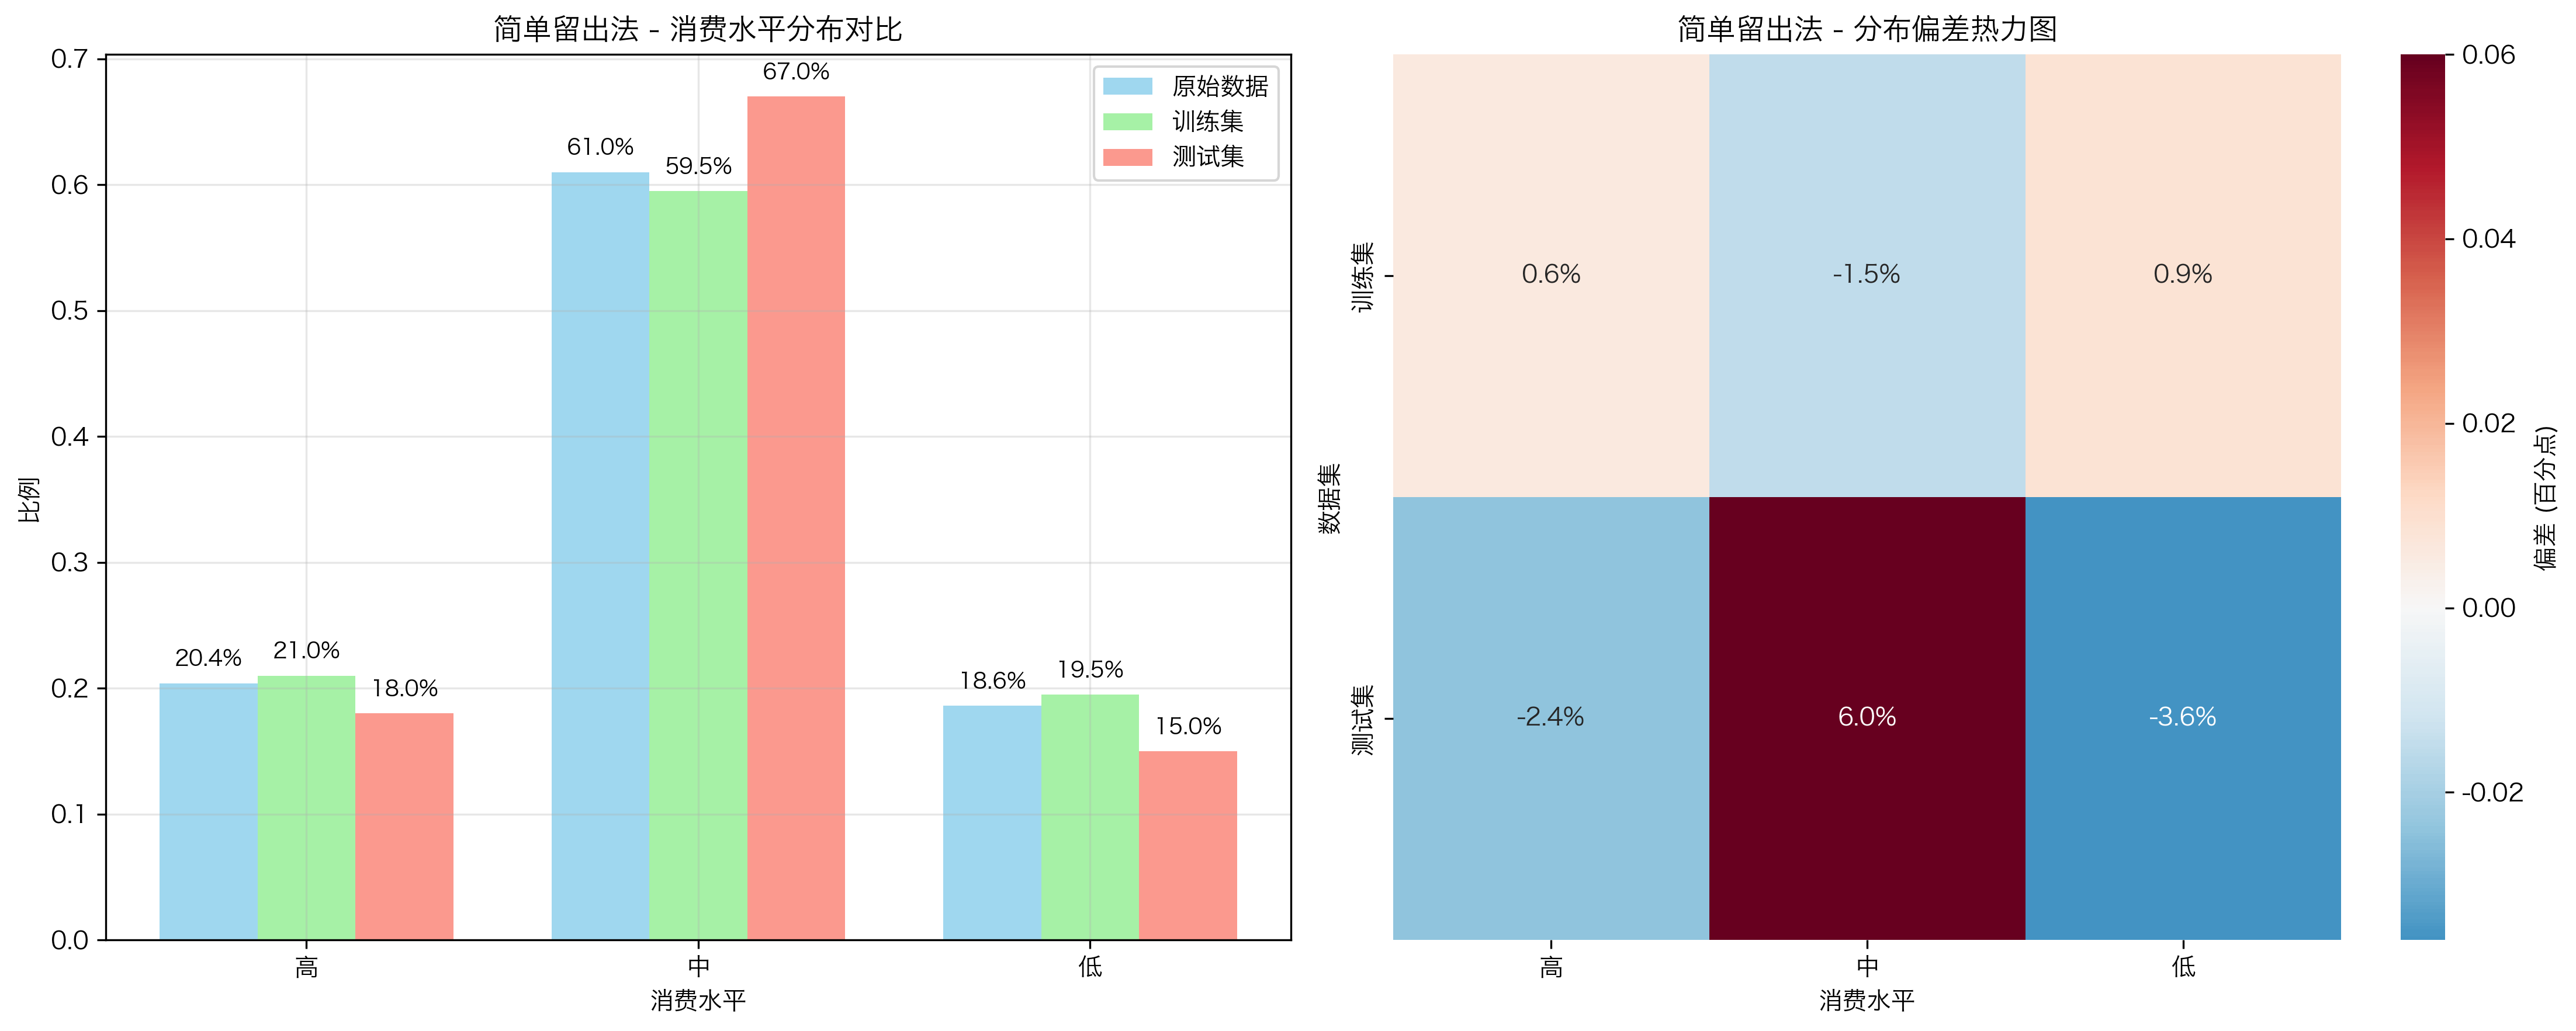 简单留出法 - 消费水平分布对比
0.7
0.6
0.5
0.4
0.3
0.2
0.1
0.0
比例
原始数据
训练集
测试集
20.4%
21.0%
18.0%
61.0%
59.5%
67.0%
18.6%
19.5%
15.0%
高
中
低
消费水平
简单留出法 - 分布偏差热力图
数据集
训练集
测试集
0.6%
-1.5%
0.9%
-2.4%
6.0%
-3.6%
高
中
低
消费水平
0.06
0.04
0.02
0.00
-0.02
偏差 (百分点)